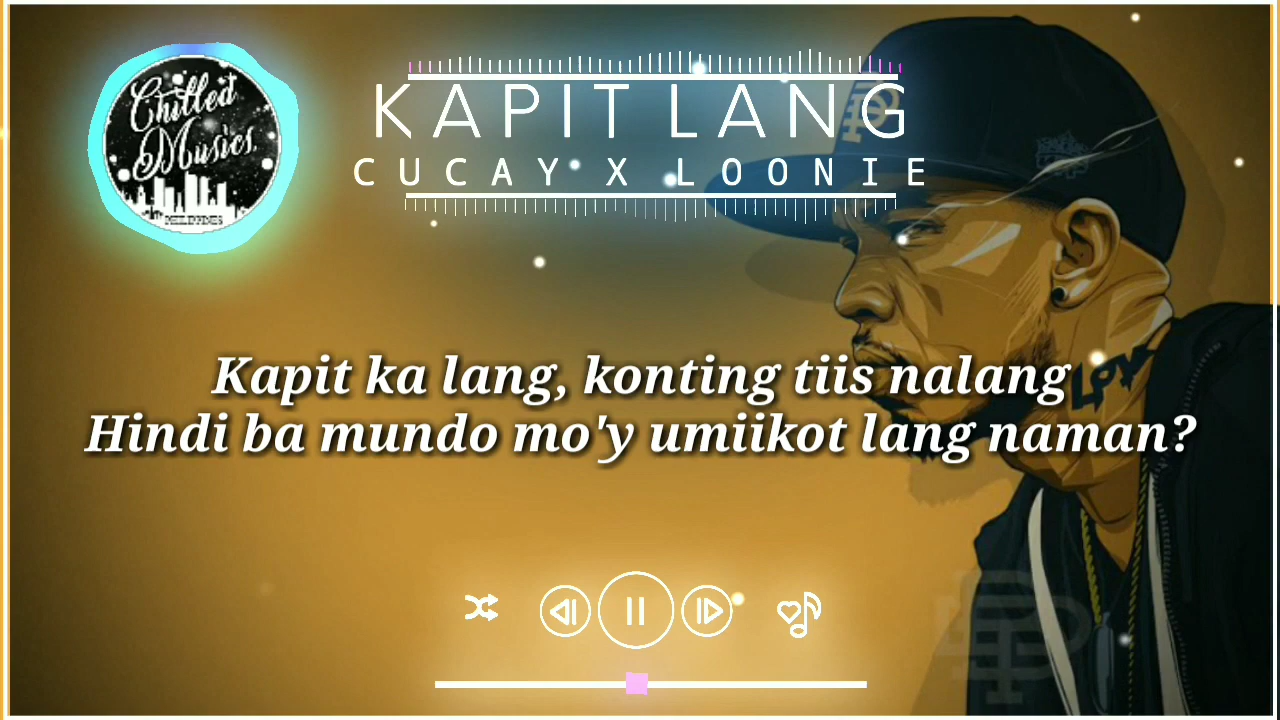 Chilled
Musics
PHILIPPINES
KAPIT LANG
CUCAY X LOONIE
Kapit ka lang, konting tiis nalang
Hindi ba mundo mo'y umiikot lang naman?